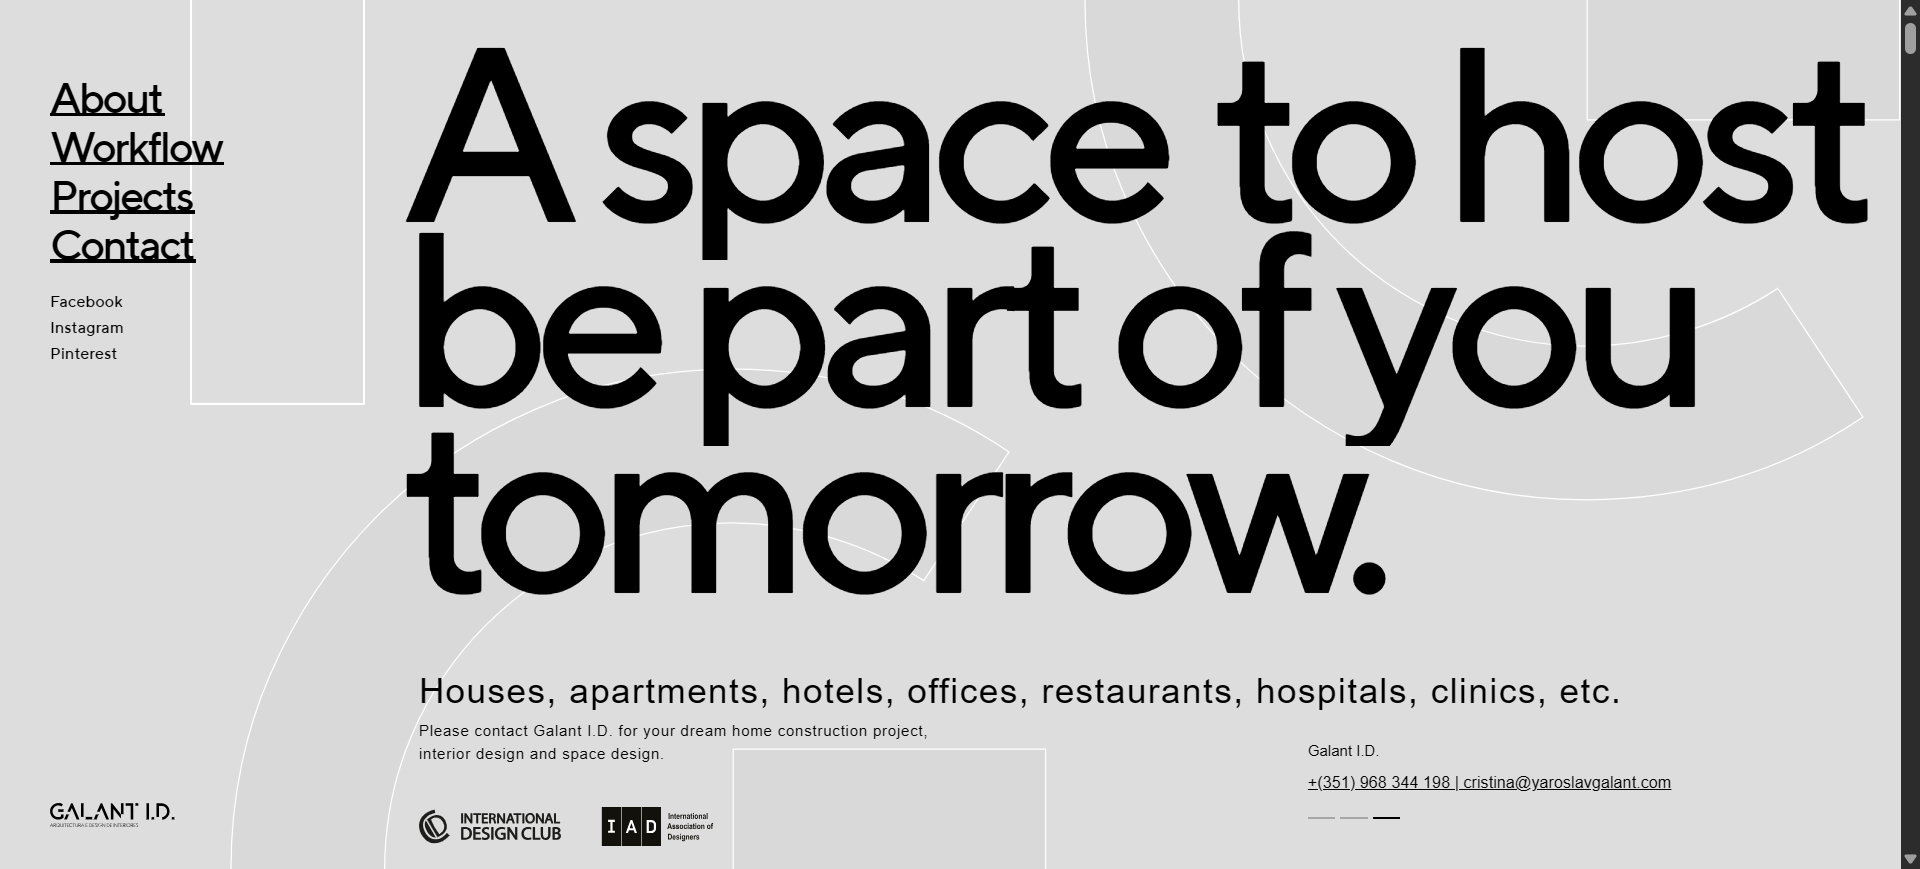 About
Workflow
Projects
Contact
Facebook
Instagram
Pinterest
A space to host
be part of you
tomorrow.
Houses, apartments, hotels, offices, restaurants, hospitals, clinics, etc.
Please contact Galant I.D. for your dream home construction project,
interior design and space design.
Galant I.D.
+(351) 968 344 198 | cristina@yaroslavgalant.com
GALANT I.D.
ARQUITECTURA E DESIGN DE INTERIORES
INTERNATIONAL
DESIGN CLUB
IAD
International
Association of
Designers